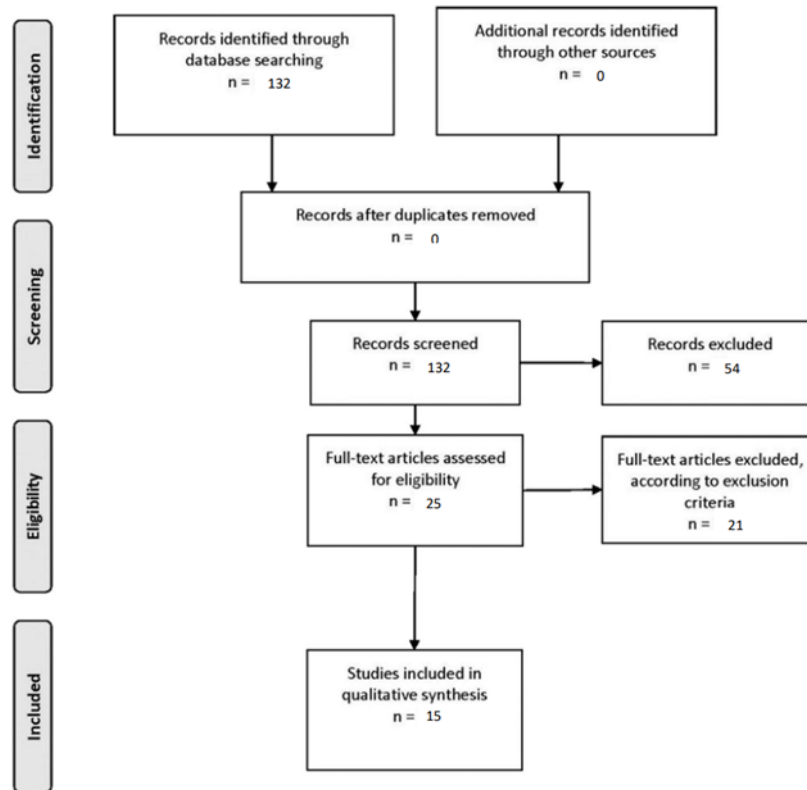 Identification
Records identified through
database searching
n = 132
Additional records identified
through other sources
n = 0
Records after duplicates removed
n = 0
Screening
Records screened
n = 132
Records excluded
n = 54
Eligibility
Full-text articles assessed
for eligibility
n = 25
Full-text articles excluded,
according to exclusion
criteria
n = 21
Included
Studies included in
qualitative synthesis
n = 15